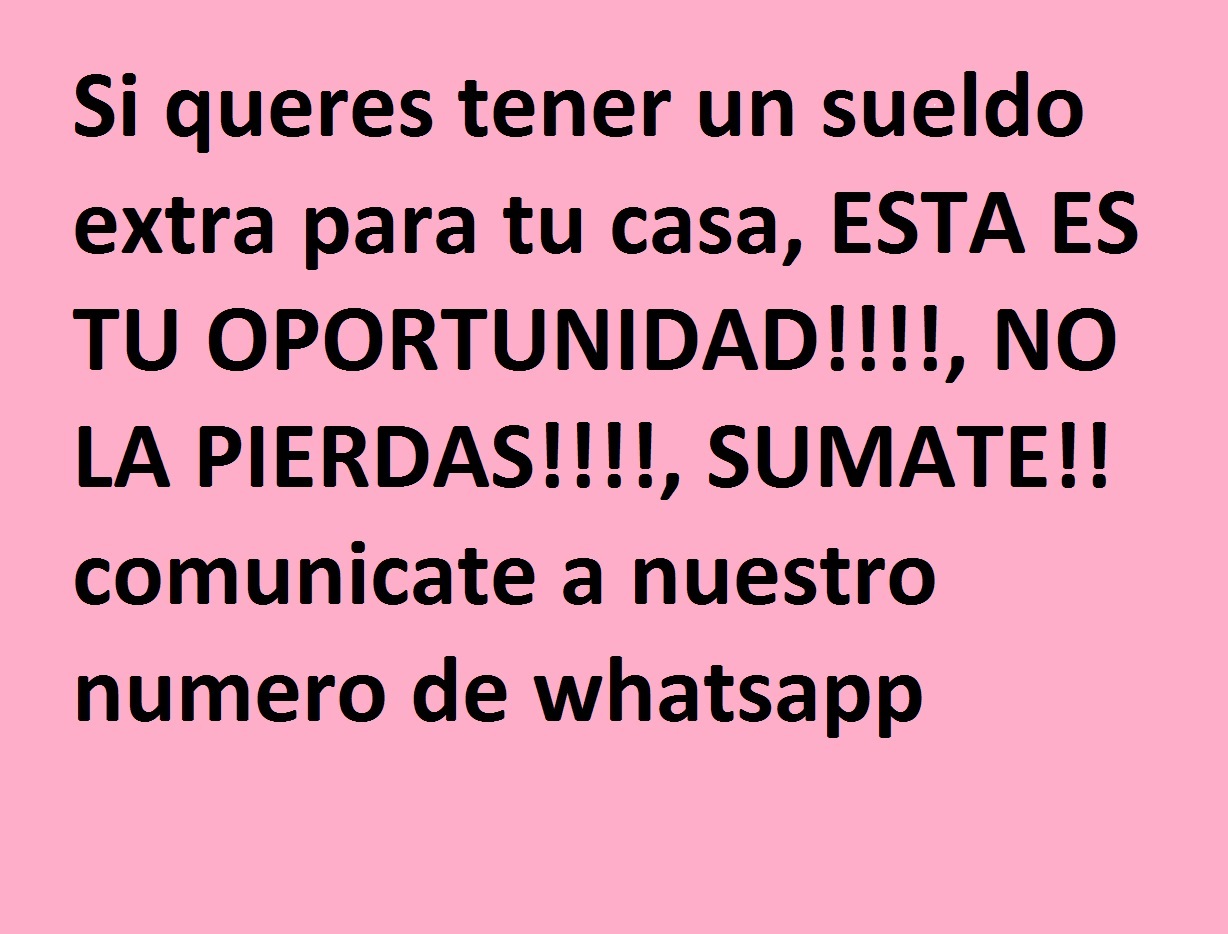 Si queres tener un sueldo
extra para tu casa, ESTA ES
TU OPORTUNIDAD!!!!, NO
LA PIERDAS!!!!, SUMATE!!
comunicate a nuestro
numero de whatsapp